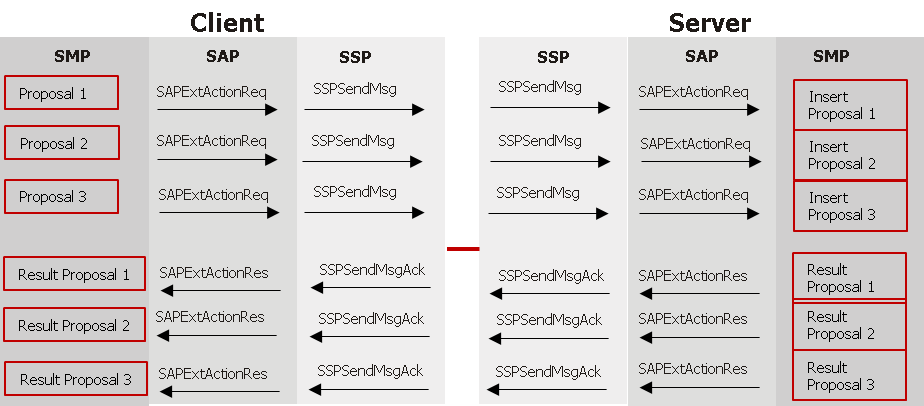 Client Server
SMP SAP SSP SSP SAP SMP
Proposal 1 SAPExtActionReq SSPSendMsg SSPSendMsg SAPExtActionReq Insert
Proposal 1
Proposal 2 SAPExtActionReq SSPSendMsg SSPSendMsg SAPExtActionReq Insert
Proposal 2
Proposal 3 SAPExtActionReq SSPSendMsg SSPSendMsg SAPExtActionReq Insert
Proposal 3
Result Proposal 1 SAPExtActionRes SSPSendMsgAck SSPSendMsgAck SAPExtActionRes Result
Proposal 1
Result Proposal 2 SAPExtActionRes SSPSendMsgAck SSPSendMsgAck SAPExtActionRes Result
Proposal 2
Result Proposal 3 SAPExtActionRes SSPSendMsgAck SSPSendMsgAck SAPExtActionRes Result
Proposal 3